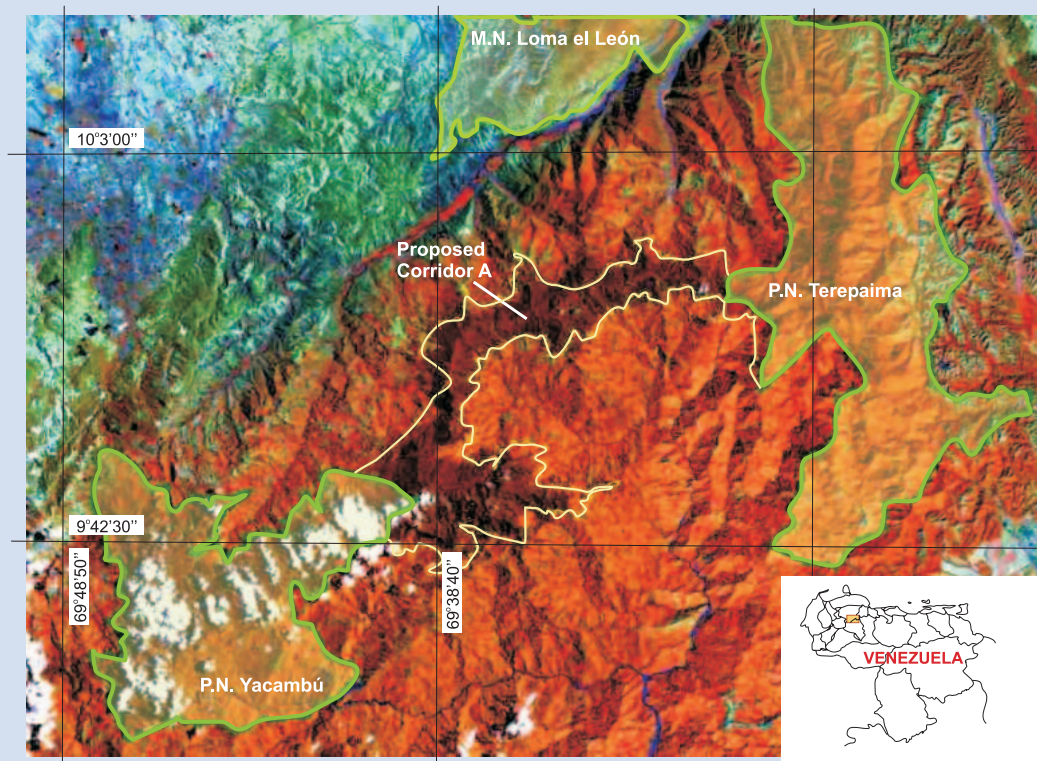 M.N. Loma el León
10°3'00"
Proposed
Corridor A
P.N. Terepaima
9°42'30"
69°48'50"
69°38'40"
P.N. Yacambú
VENEZUELA